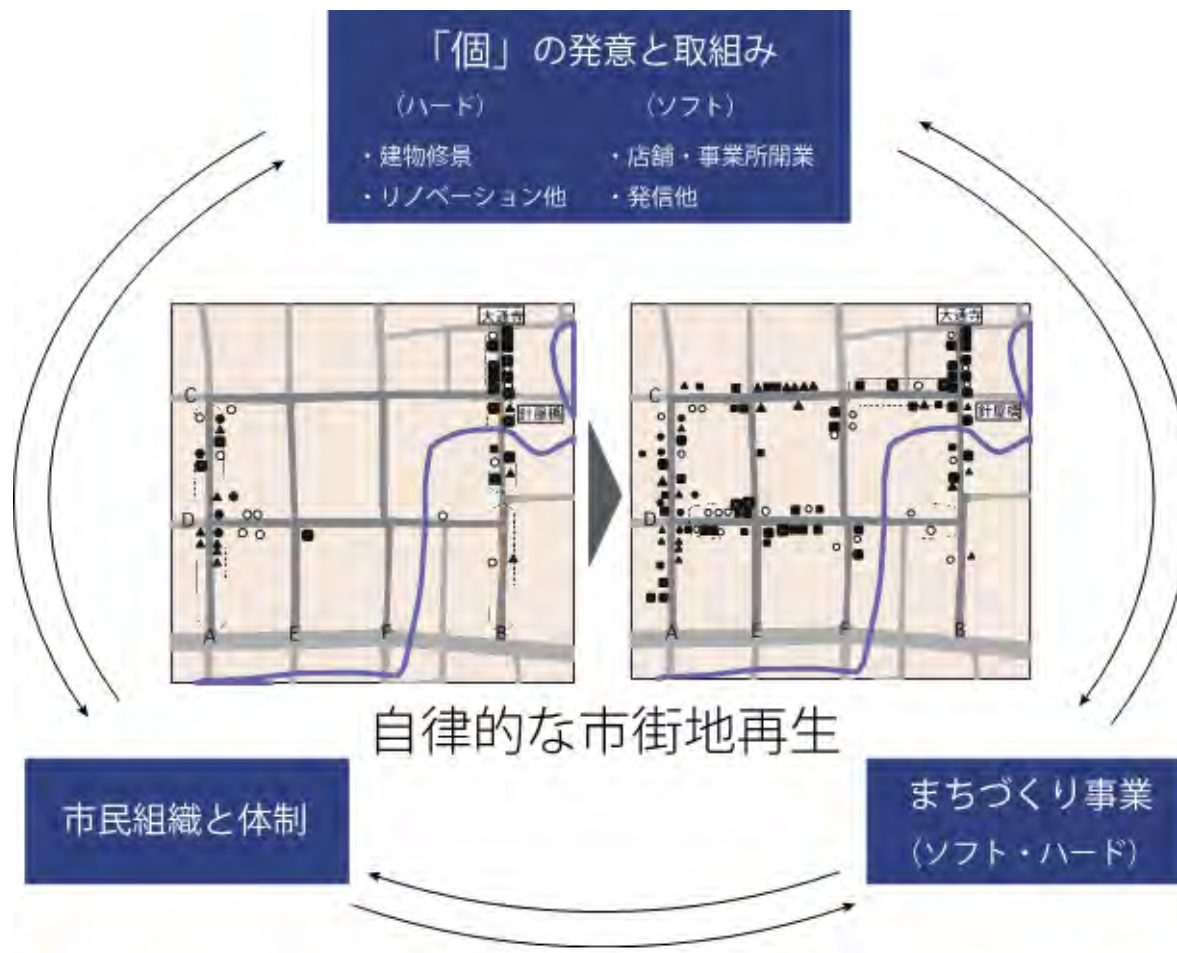 「個」の発意と取組み
（ハード）
（ソフト）
・建物修景
・店舗・事業所開業
・リノベーション他
・発信他
大通寺
大通寺
C
針屋橋
C
針屋橋
D
D
A
E
F
B
A
E
F
B
自律的な市街地再生
市民組織と体制
まちづくり事業
（ソフト・ハード）